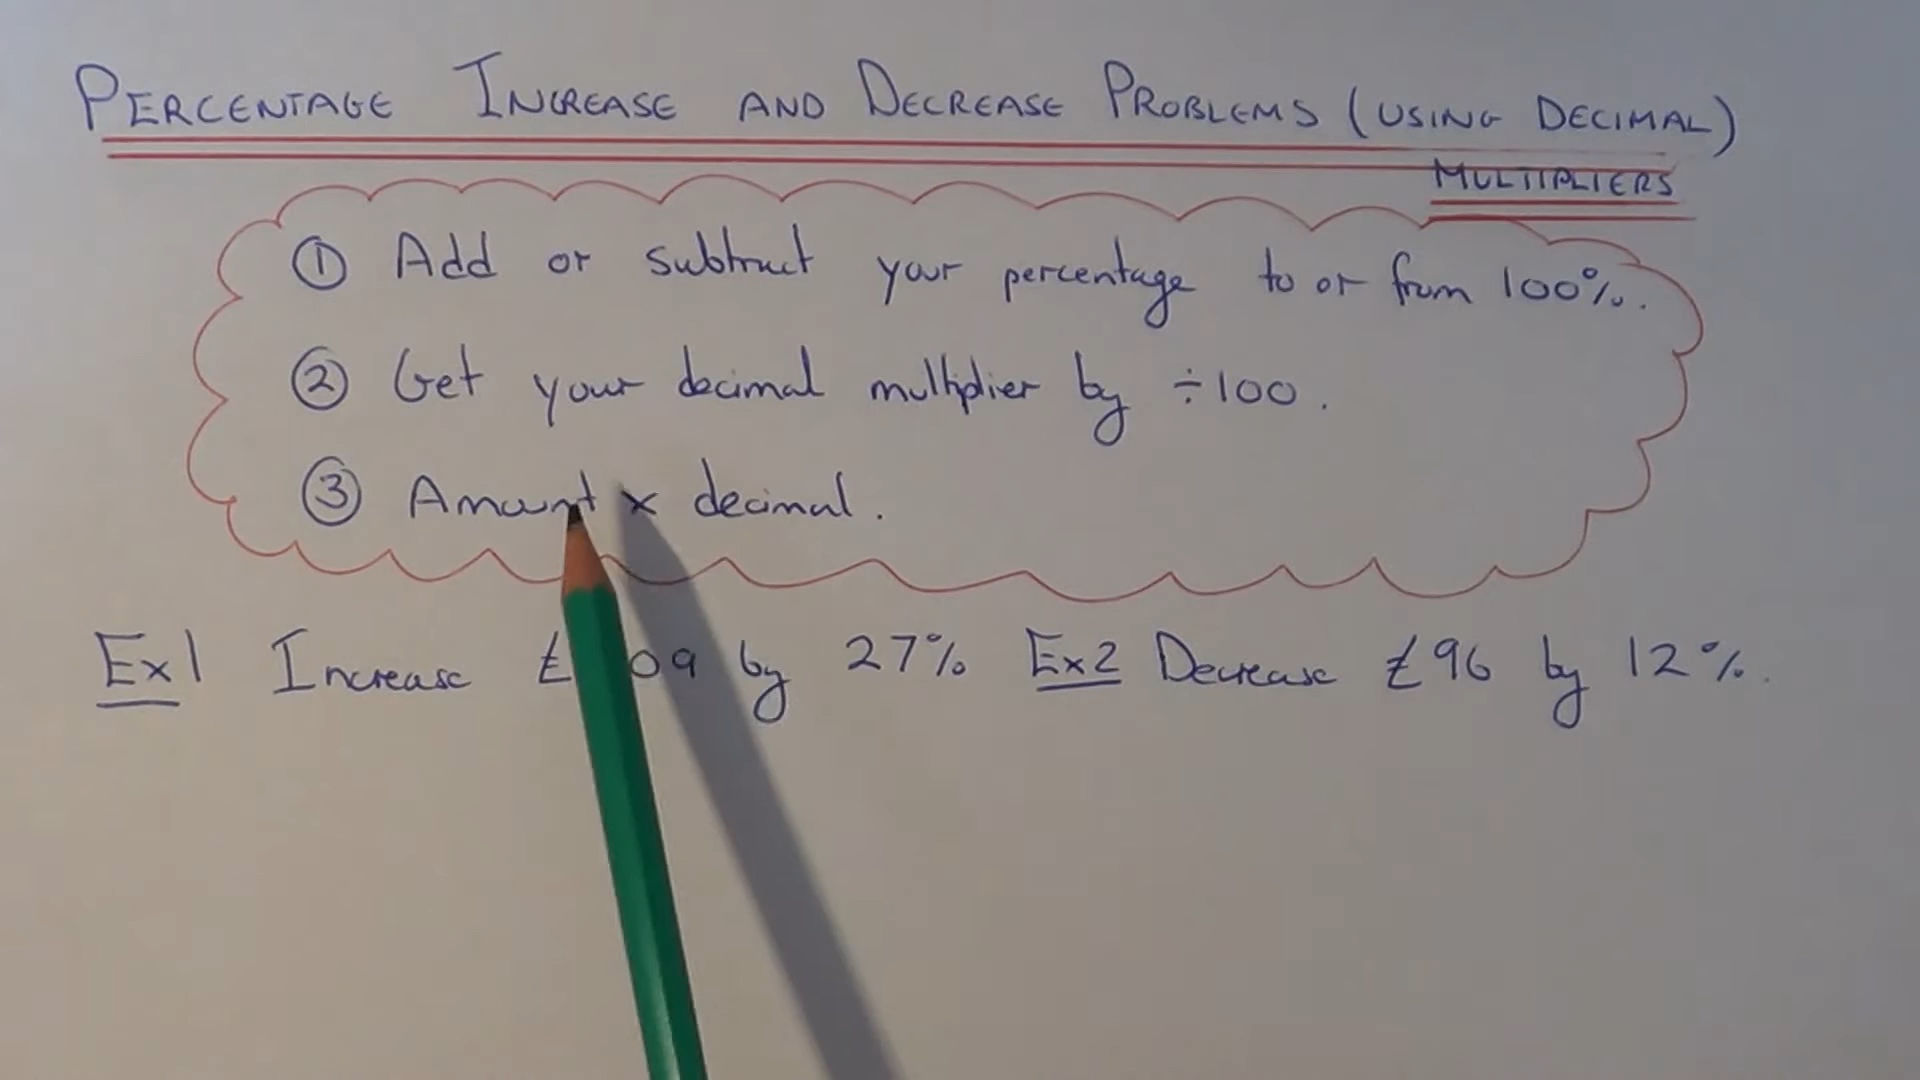 PERCENTAGE INCREASE AND DECREASE PROBLEMS (USING DECIMAL)
MULTIPLIERS
① Add or subtract your percentage to or from 100%.
② Get your decimal multiplier by ÷100.
③ Amount × decimal.
Ex1 Increase £ 09 by 27% Ex2 Decrease £96 by 12%.